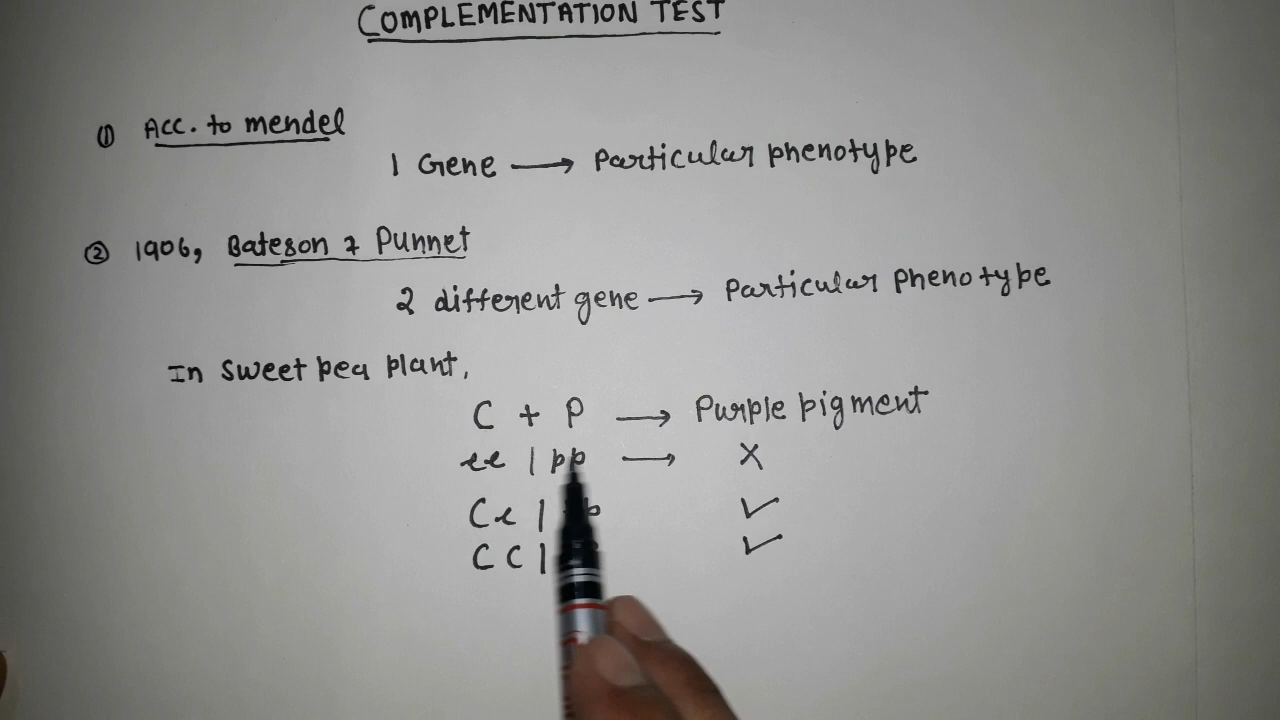 COMPLEMENTATION TEST
① Acc. to mendel
1 Gene → Particular phenotype
② 1906, Bateson & Punnet
2 different gene → Particular phenotype
In sweet pea plant,
C + P → Purple pigment
cc | pp → ×
Cc | ✓
CC | ✓